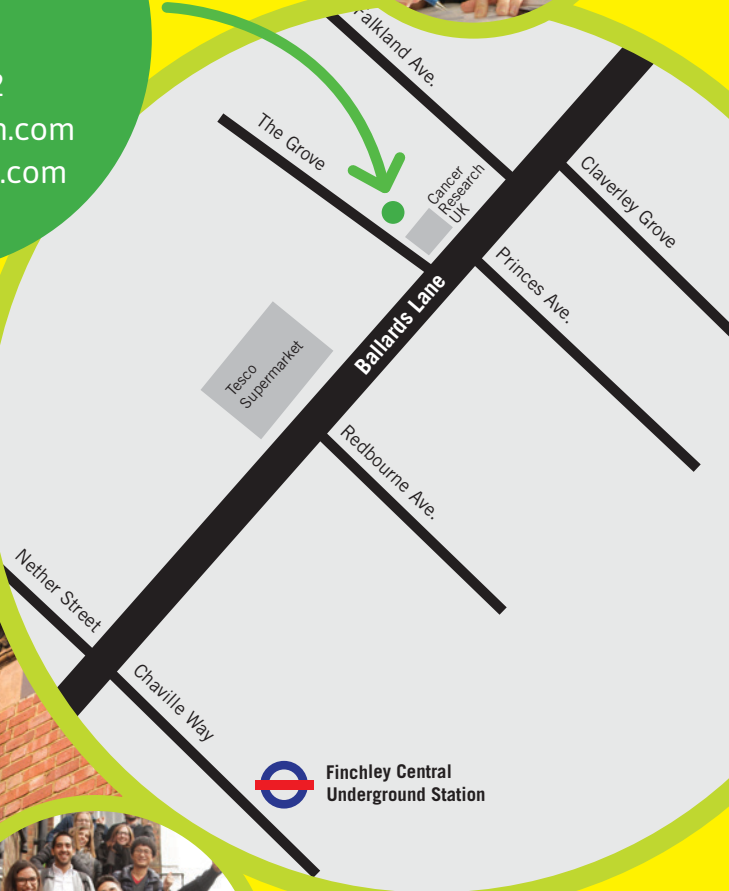 2
n.com
.com
Falkland Ave.
The Grove
Cancer
Research
UK
Claverley Grove
Princes Ave.
Ballards Lane
Tesco
Supermarket
Redbourne Ave.
Nether Street
Chaville Way
Finchley Central
Underground Station